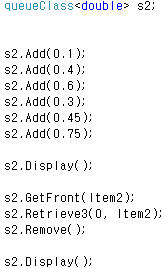 queueClass<double> s2;
s2.Add(0.1);
s2.Add(0.4);
s2.Add(0.6);
s2.Add(0.3);
s2.Add(0.45);
s2.Add(0.75);
s2.Display();
s2.GetFront(Item2);
s2.Retrieve3(0, Item2);
s2.Remove();
s2.Display();